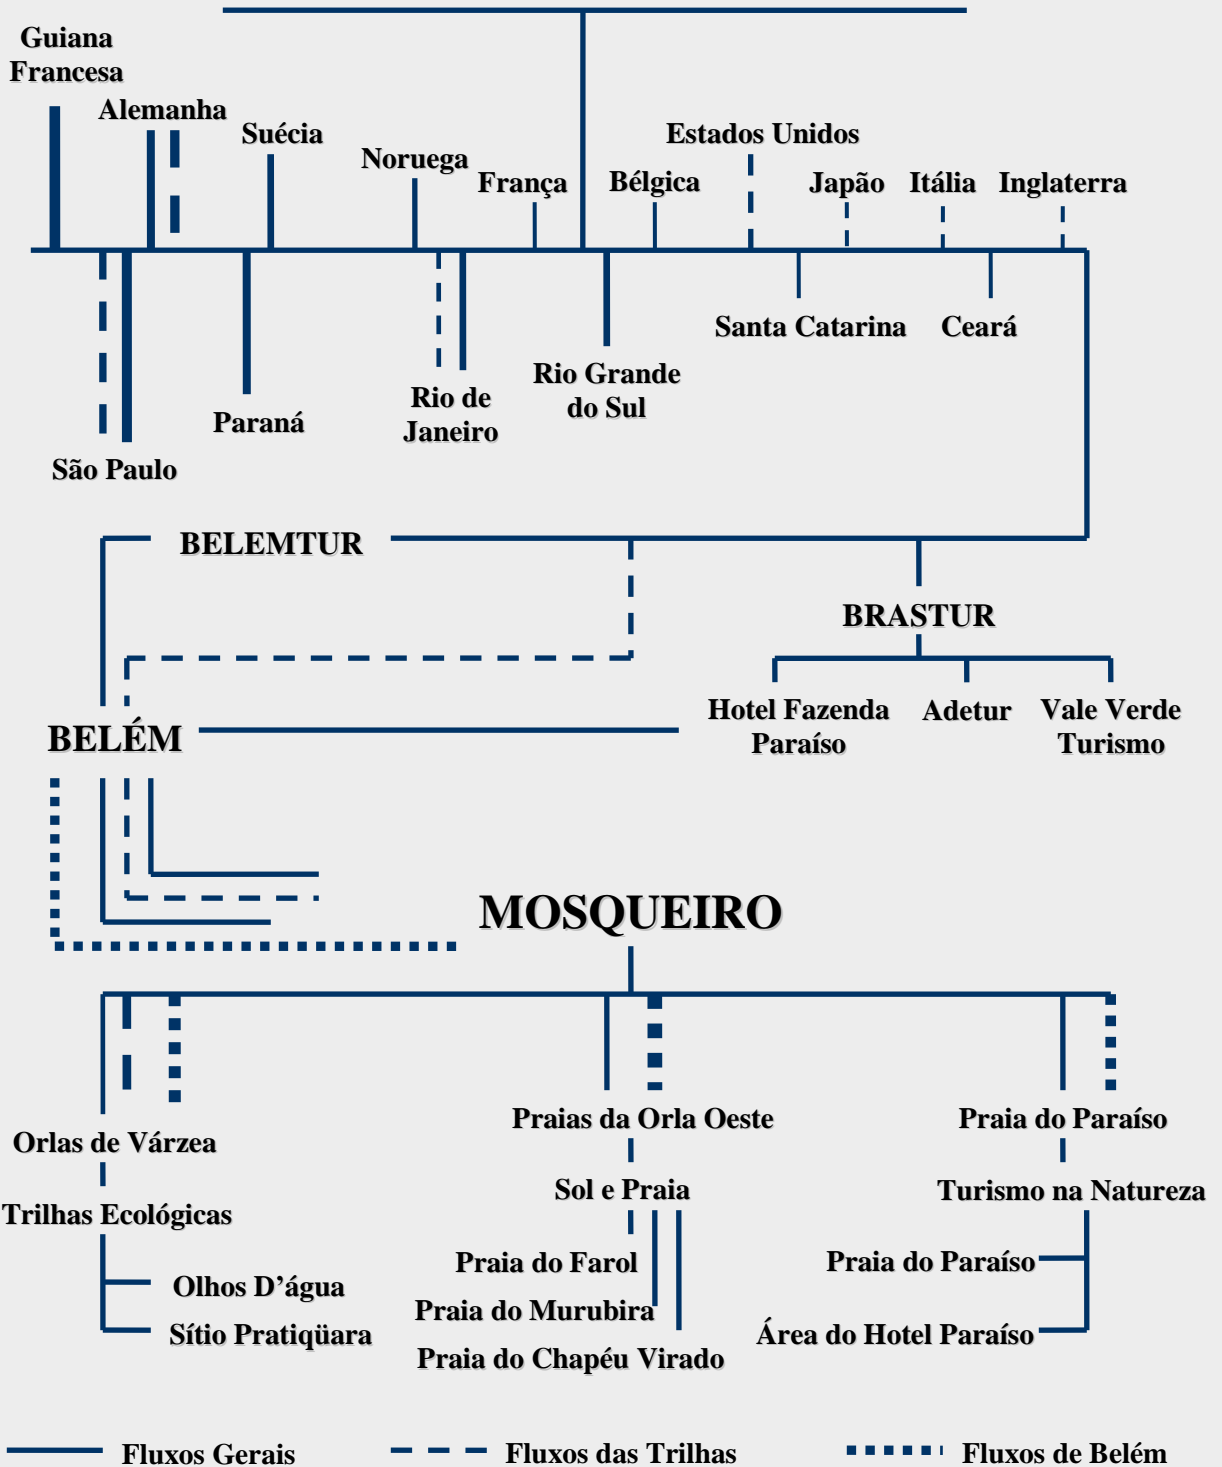 Guiana
Francesa
Alemanha
Suécia
Noruega
França
Bélgica
Estados Unidos
Japão
Itália
Inglaterra
São Paulo
Paraná
Rio de
Janeiro
Rio Grande
do Sul
Santa Catarina
Ceará
BELEMTUR
BRASTUR
Hotel Fazenda
Paraíso
Adetur
Vale Verde
Turismo
BELÉM
MOSQUEIRO
Orlas de Várzea
Trilhas Ecológicas
Olhos D’água
Sítio Pratiqüara
Praias da Orla Oeste
Sol e Praia
Praia do Farol
Praia do Murubira
Praia do Chapéu Virado
Praia do Paraíso
Turismo na Natureza
Praia do Paraíso
Área do Hotel Paraíso
Fluxos Gerais
Fluxos das Trilhas
Fluxos de Belém